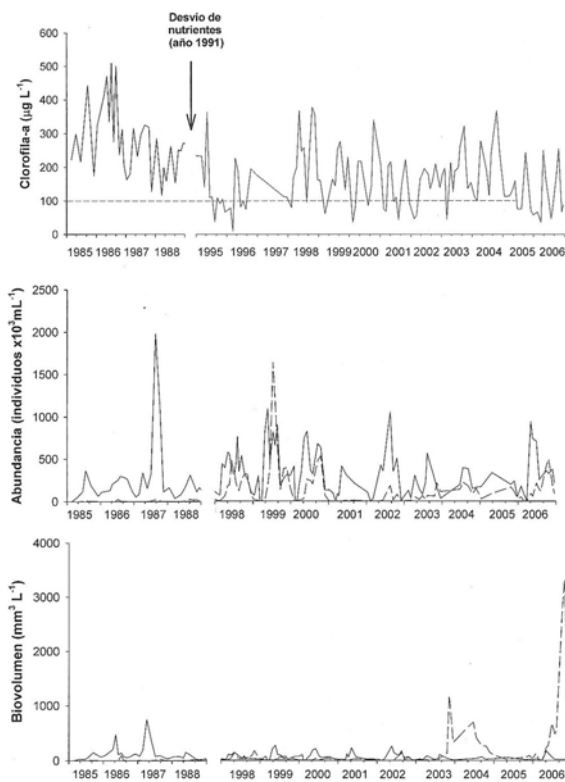 Desvío de
nutrientes
(año 1991)
Clorofila-a (µg L⁻¹)
600
500
400
300
200
100
0
1985 1986 1987 1988 1995 1996 1997 1998 1999 2000 2001 2002 2003 2004 2005 2006
Abundancia (individuos x10³mL⁻¹)
2500
2000
1500
1000
500
0
1985 1986 1987 1988 1998 1999 2000 2001 2002 2003 2004 2005 2006
Biovolumen (mm³ L⁻¹)
4000
3000
2000
1000
0
1985 1986 1987 1988 1998 1999 2000 2001 2002 2003 2004 2005 2006